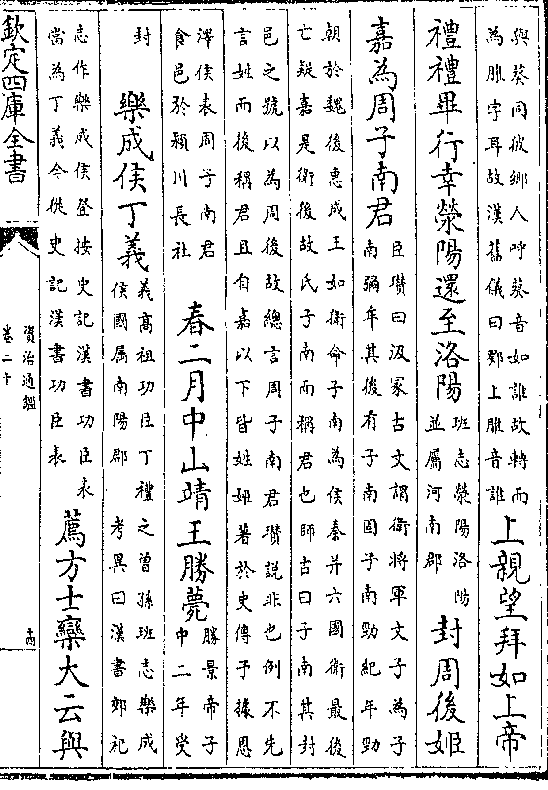 與葵同彼鄉人呼葵音如誰故轉而
為脽字耳故漢舊儀曰鄈上脽音誰
上親望拜如上帝
禮禮畢行幸滎陽還至洛陽
班志滎陽洛陽
並屬河南郡
封周後姬
嘉為周子南君
臣瓚曰汲冢古文謂衛將軍文子為子
南彌牟其後有子南固子南勁紀年勁
朝於魏後惠成王如衛命子南為侯秦并六國衛最後
亡疑嘉是衛後故氏子南而稱君也師古曰子南其封
邑之號以為周後故總言周子南君瓚説非也例不先
言姓而後稱君且自嘉以下皆姓姬著於史傳予據恩
澤侯表周子南君
食邑於潁川長社
春二月中山靖王勝薨
勝景帝子
中二年受
封
樂成侯丁義
義高祖功臣丁禮之曾孫班志樂成
侯國屬南陽郡 考異曰漢書郊祀
志作樂成侯登按史記漢書功臣表
當為丁義今從史記漢書功臣表
薦方士欒大云與
欽定四庫全書
資治通鑑
卷二十